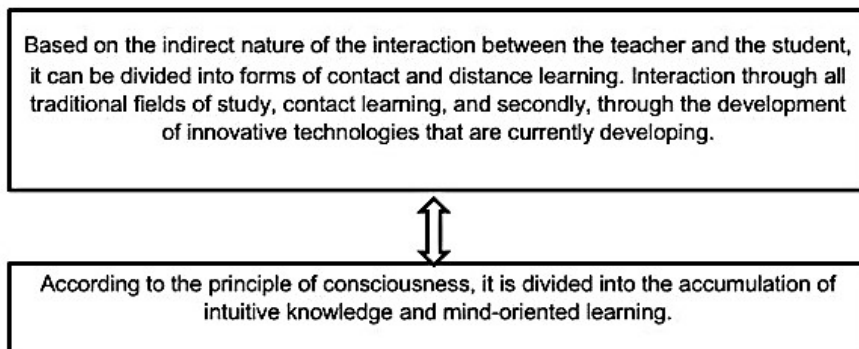 Based on the indirect nature of the interaction between the teacher and the student,
it can be divided into forms of contact and distance learning. Interaction through all
traditional fields of study, contact learning, and secondly, through the development
of innovative technologies that are currently developing.
According to the principle of consciousness, it is divided into the accumulation of
intuitive knowledge and mind-oriented learning.